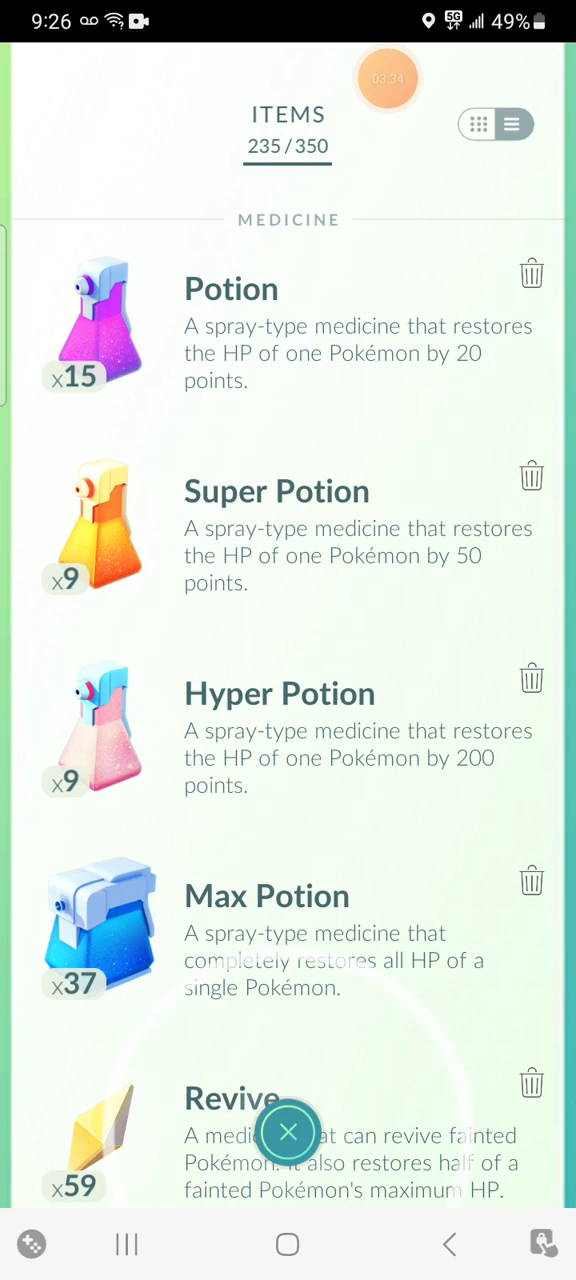 9:26
5G
49%
03:34
ITEMS
235/350
MEDICINE
Potion
A spray-type medicine that restores
the HP of one Pokémon by 20
points.
x15
Super Potion
A spray-type medicine that restores
the HP of one Pokémon by 50
points.
x9
Hyper Potion
A spray-type medicine that restores
the HP of one Pokémon by 200
points.
x9
Max Potion
A spray-type medicine that
completely restores all HP of a
single Pokémon.
x37
Revive
A medi at can revive fainted
Pokémon. It also restores half of a
fainted Pokémon's maximum HP.
x59